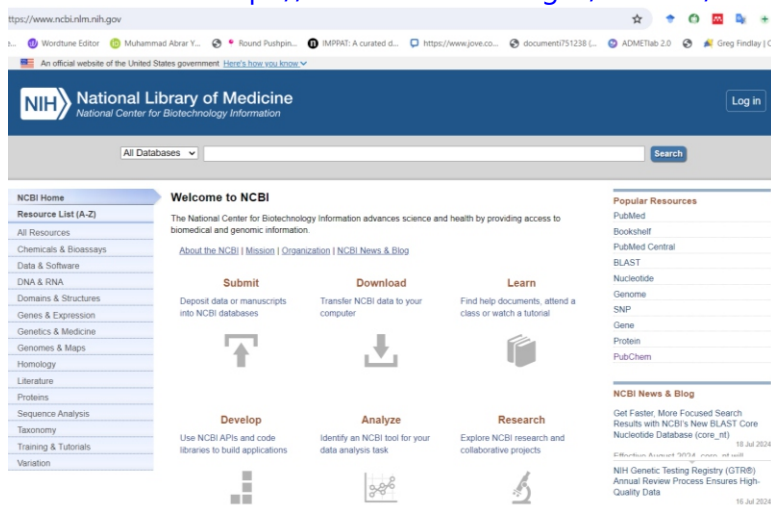 ttps://www.ncbi.nlm.nih.gov
Wordtune Editor Muhammad Abrar Y... Round Pushpin... IMPPAT: A curated d... https://www.jove.co... documenti751238 (... ADMETlab 2.0 Greg Findlay | C
An official website of the United States government Here's how you know
NIH National Library of Medicine
National Center for Biotechnology Information
Log in
All Databases
Search
NCBI Home
Resource List (A-Z)
All Resources
Chemicals & Bioassays
Data & Software
DNA & RNA
Domains & Structures
Genes & Expression
Genetics & Medicine
Genomes & Maps
Homology
Literature
Proteins
Sequence Analysis
Taxonomy
Training & Tutorials
Variation
Welcome to NCBI
The National Center for Biotechnology Information advances science and health by providing access to
biomedical and genomic information.
About the NCBI | Mission | Organization | NCBI News & Blog
Submit
Deposit data or manuscripts
into NCBI databases
Download
Transfer NCBI data to your
computer
Learn
Find help documents, attend a
class or watch a tutorial
Develop
Use NCBI APIs and code
libraries to build applications
Analyze
Identify an NCBI tool for your
data analysis task
Research
Explore NCBI research and
collaborative projects
Popular Resources
PubMed
Bookshelf
PubMed Central
BLAST
Nucleotide
Genome
SNP
Gene
Protein
PubChem
NCBI News & Blog
Get Faster, More Focused Search
Results with NCBI's New BLAST Core
Nucleotide Database (core_nt)
18 Jul 2024
Effective August 2024, core_nt will
NIH Genetic Testing Registry (GTR®)
Annual Review Process Ensures High-
Quality Data
16 Jul 2024